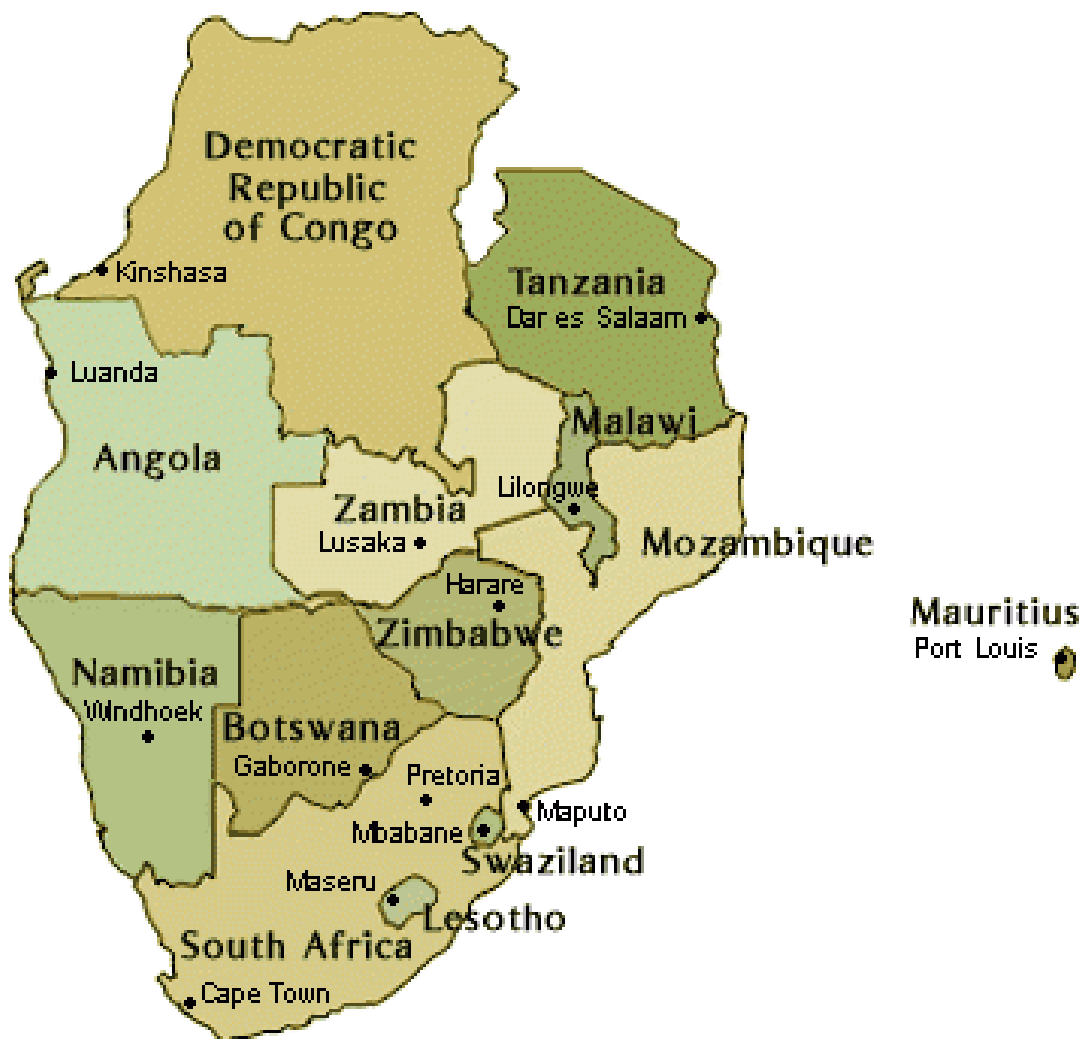 Democratic
Republic
of Congo
Kinshasa
Tanzania
Dar es Salaam
Luanda
Malawi
Angola
Lilongwe
Zambia
Lusaka
Mozambique
Harare
Zimbabwe
Mauritius
Port Louis
Namibia
Windhoek
Botswana
Gaborone
Pretoria
Maputo
Mbabane
Swaziland
Maseru
Lesotho
South Africa
Cape Town